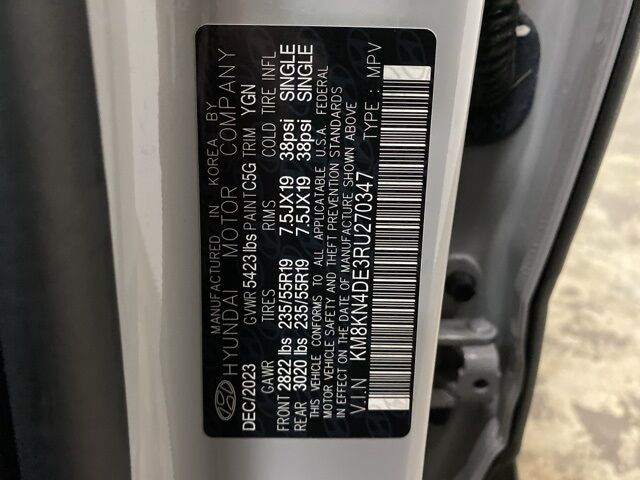 MANUFACTURED IN KOREA BY
HYUNDAI MOTOR COMPANY
DEC/2023 GVWR 5423 lbs PAINT C5G TRIM YGN
GAWR TIRES RIMS COLD TIRE INFL
FRONT 2822 lbs 235/55R19 7.5JX19 38psi SINGLE
REAR 3020 lbs 235/55R19 7.5JX19 38psi SINGLE
THIS VEHICLE CONFORMS TO ALL APPLICABLE U.S.A. FEDERAL
MOTOR VEHICLE SAFETY AND THEFT PREVENTION STANDARDS
IN EFFECT ON THE DATE OF MANUFACTURE SHOWN ABOVE
V.I.N KM8KN4DE3RU270347 TYPE : MPV